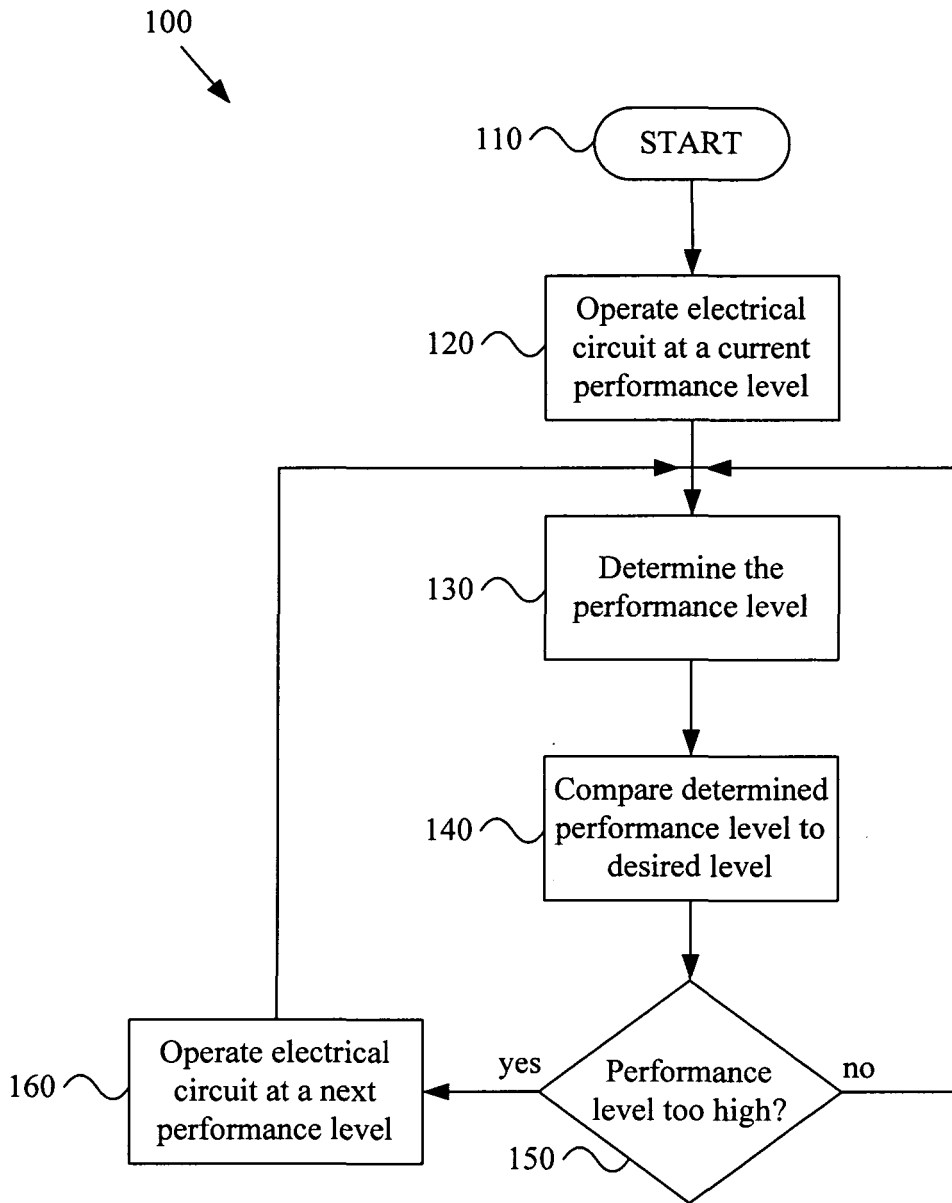 100
110
START
120
Operate electrical
circuit at a current
performance level
130
Determine the
performance level
140
Compare determined
performance level to
desired level
160
Operate electrical
circuit at a next
performance level
yes
Performance
level too high?
no
150